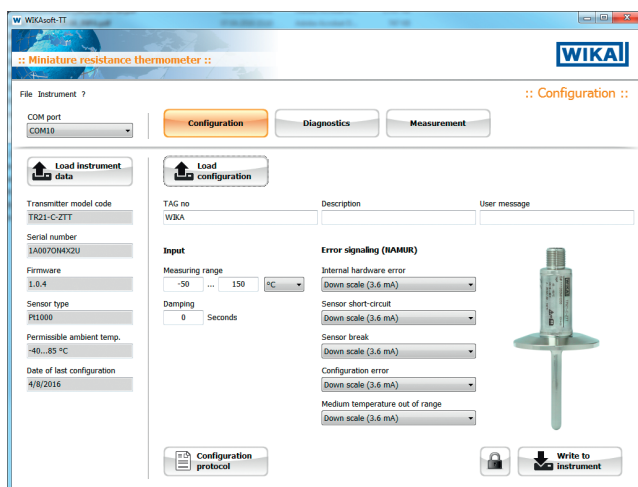 WIKAsoft-TT
:: Miniature resistance thermometer ::
WIKA
File Instrument ?
:: Configuration ::
COM port
COM10
Configuration
Diagnostics
Measurement
Load instrument
data
Load
configuration
Transmitter model code
TR21-C-ZTT
Serial number
1A007ON4X2U
Firmware
1.0.4
Sensor type
Pt1000
Permissible ambient temp.
-40...85 °C
Date of last configuration
4/8/2016
TAG no
WIKA
Description
User message
Input
Measuring range
-50 ... 150 °C
Damping
0 Seconds
Error signaling (NAMUR)
Internal hardware error
Down scale (3.6 mA)
Sensor short-circuit
Down scale (3.6 mA)
Sensor break
Down scale (3.6 mA)
Configuration error
Down scale (3.6 mA)
Medium temperature out of range
Down scale (3.6 mA)
Configuration
protocol
Write to
instrument